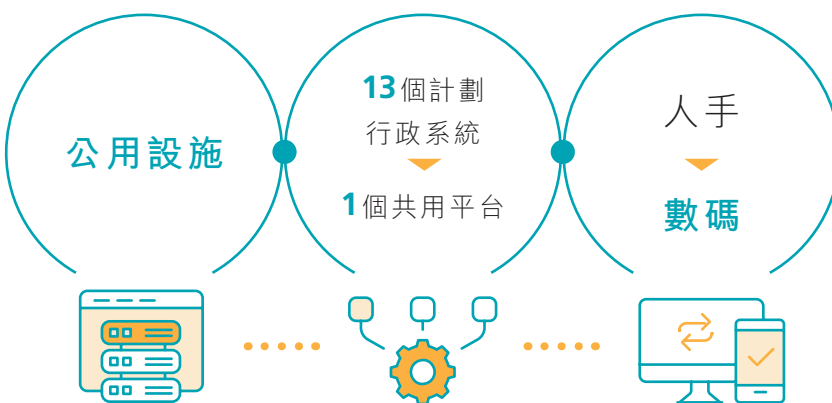 公用設施
13個計劃
行政系統
1個共用平台
人手
數碼